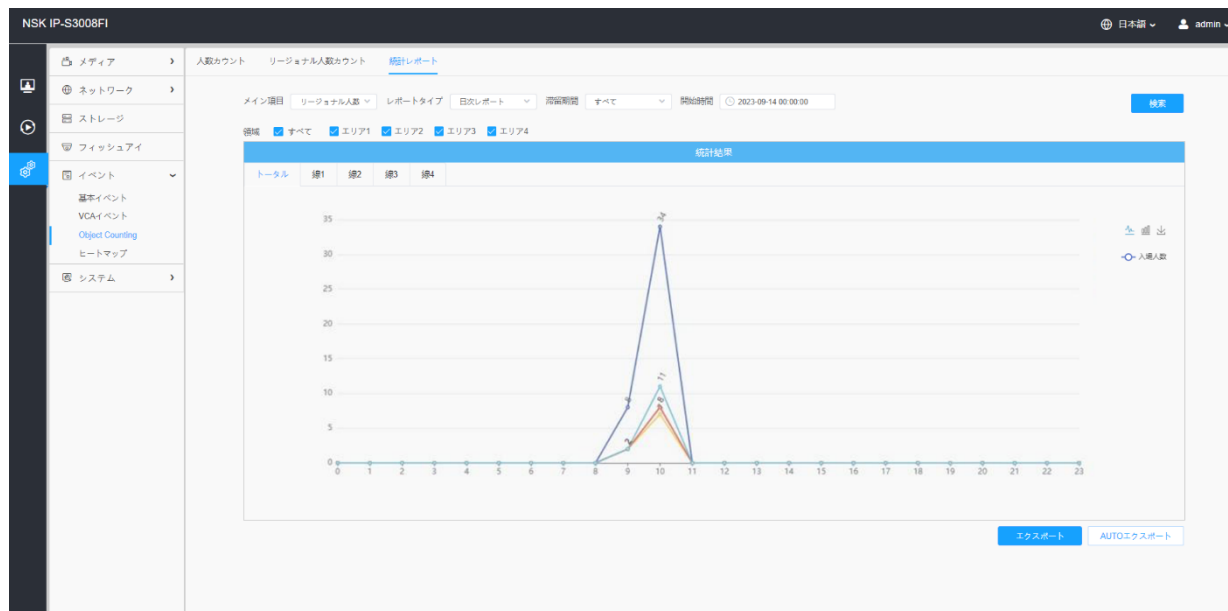 NSK IP-S3008FI
日本語
admin
メディア
ネットワーク
ストレージ
フィッシュアイ
イベント
基本イベント
VCAイベント
Object Counting
ヒートマップ
システム
人数カウント リージョナル人数カウント 統計レポート
メイン項目 リージョナル人数 レポートタイプ 日次レポート 滞留期間 すべて 開始時間 2023-09-14 00:00:00 検索
領域 すべて エリア1 エリア2 エリア3 エリア4
統計結果
トータル 線1 線2 線3 線4
35
30
25
20
15
10
5
0
34
11
8
8
2
0 1 2 3 4 5 6 7 8 9 10 11 12 13 14 15 16 17 18 19 20 21 22 23
入場人数
エクスポート AUTOエクスポート